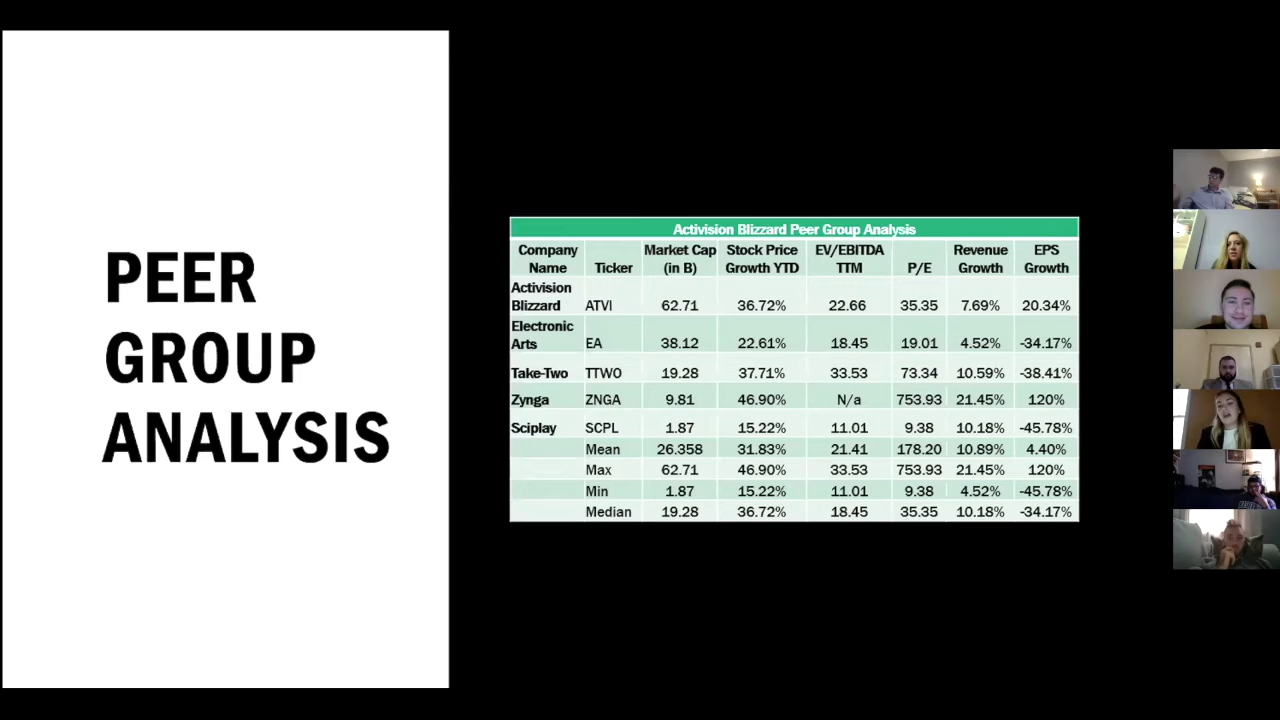 PEER
GROUP
ANALYSIS
Activision Blizzard Peer Group Analysis
Company Name Ticker Market Cap (in B) Stock Price Growth YTD EV/EBITDA TTM P/E Revenue Growth EPS Growth
Activision Blizzard ATVI 62.71 36.72% 22.66 35.35 7.69% 20.34%
Electronic Arts EA 38.12 22.61% 18.45 19.01 4.52% -34.17%
Take-Two TTWO 19.28 37.71% 33.53 73.34 10.59% -38.41%
Zynga ZNGA 9.81 46.90% N/a 753.93 21.45% 120%
Sciplay SCPL 1.87 15.22% 11.01 9.38 10.18% -45.78%
Mean 26.358 31.83% 21.41 178.20 10.89% 4.40%
Max 62.71 46.90% 33.53 753.93 21.45% 120%
Min 1.87 15.22% 11.01 9.38 4.52% -45.78%
Median 19.28 36.72% 18.45 35.35 10.18% -34.17%